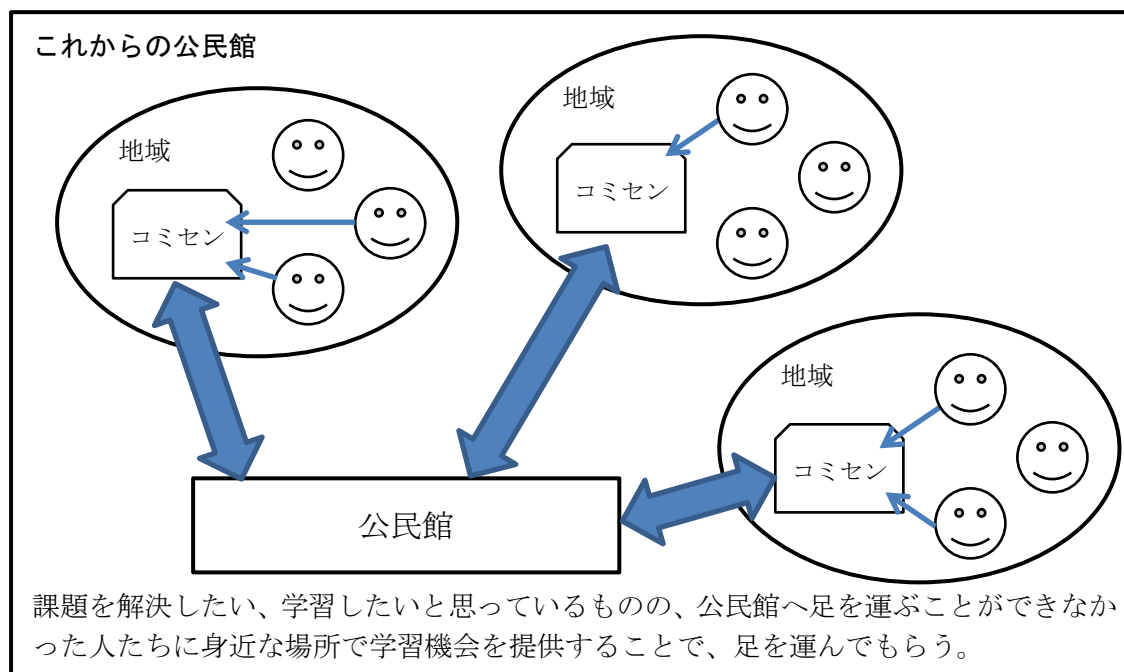 これからの公民館
地域
コミセン
地域
コミセン
地域
コミセン
公民館
課題を解決したい、学習したいと思っているものの、公民館へ足を運ぶことができなか
った人たちに身近な場所で学習機会を提供することで、足を運んでもらう。